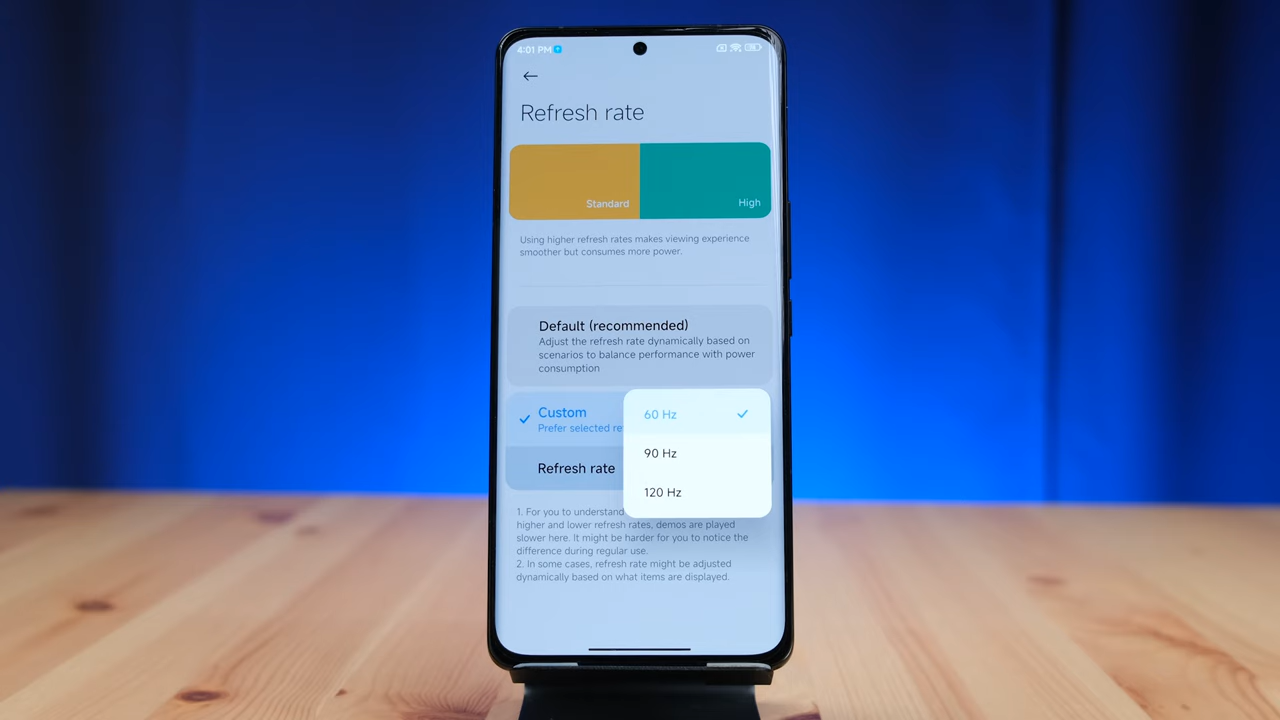 4:01 PM
Refresh rate
Standard
High
Using higher refresh rates makes viewing experience
smoother but consumes more power.
Default (recommended)
Adjust the refresh rate dynamically based on
scenarios to balance performance with power
consumption
Custom
Prefer selected re
60 Hz
90 Hz
Refresh rate
120 Hz
1. For you to understand
higher and lower refresh rates, demos are played
slower here. It might be harder for you to notice the
difference during regular use.
2. In some cases, refresh rate might be adjusted
dynamically based on what items are displayed.